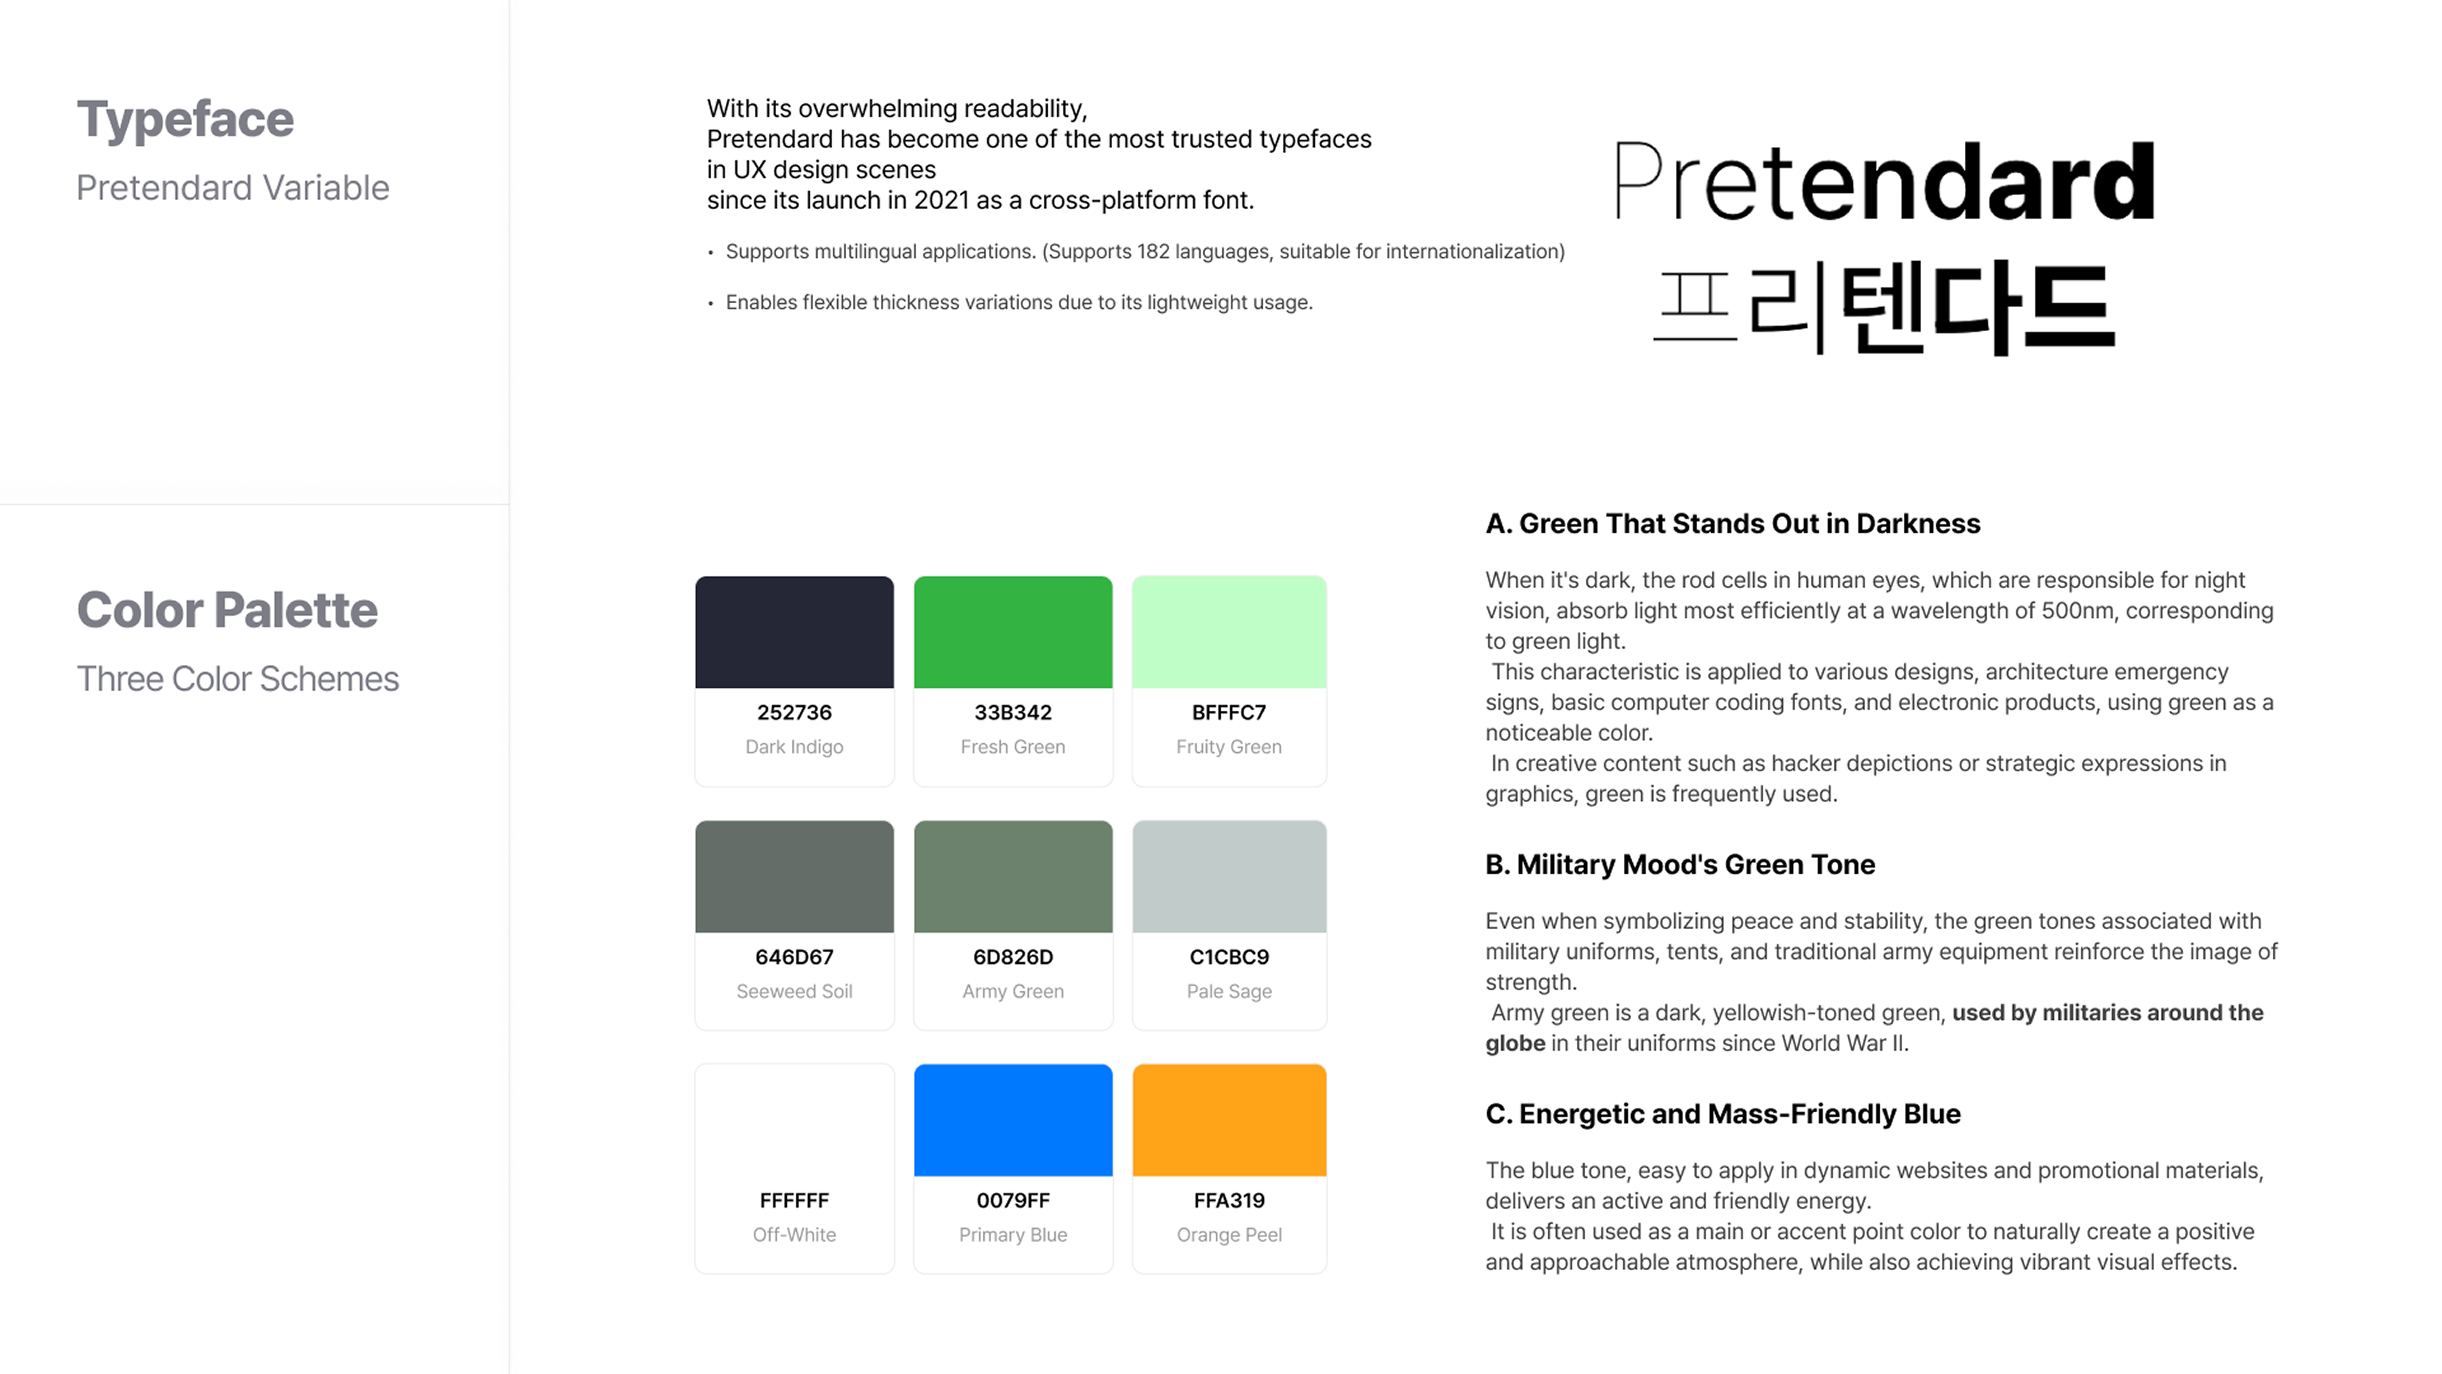 Typeface
Pretendard Variable
With its overwhelming readability,
Pretendard has become one of the most trusted typefaces
in UX design scenes
since its launch in 2021 as a cross-platform font.
• Supports multilingual applications. (Supports 182 languages, suitable for internationalization)
• Enables flexible thickness variations due to its lightweight usage.
Pretendard
프리텐다드
Color Palette
Three Color Schemes
252736
Dark Indigo
33B342
Fresh Green
BFFFC7
Fruity Green
646D67
Seeweed Soil
6D826D
Army Green
C1CBC9
Pale Sage
FFFFFF
Off-White
0079FF
Primary Blue
FFA319
Orange Peel
A. Green That Stands Out in Darkness
When it's dark, the rod cells in human eyes, which are responsible for night
vision, absorb light most efficiently at a wavelength of 500nm, corresponding
to green light.
This characteristic is applied to various designs, architecture emergency
signs, basic computer coding fonts, and electronic products, using green as a
noticeable color.
In creative content such as hacker depictions or strategic expressions in
graphics, green is frequently used.
B. Military Mood's Green Tone
Even when symbolizing peace and stability, the green tones associated with
military uniforms, tents, and traditional army equipment reinforce the image of
strength.
Army green is a dark, yellowish-toned green, used by militaries around the
globe in their uniforms since World War II.
C. Energetic and Mass-Friendly Blue
The blue tone, easy to apply in dynamic websites and promotional materials,
delivers an active and friendly energy.
It is often used as a main or accent point color to naturally create a positive
and approachable atmosphere, while also achieving vibrant visual effects.